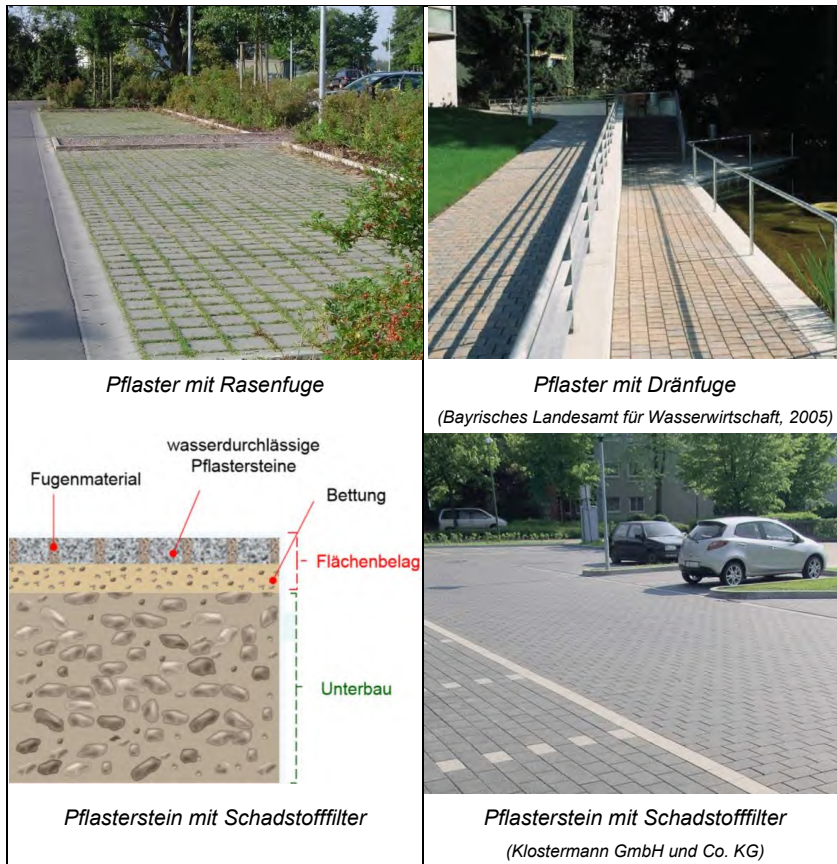 Pflaster mit Rasenfuge
Pflaster mit Dränfuge
(Bayrisches Landesamt für Wasserwirtschaft, 2005)
wasserdurchlässige
Pflastersteine
Fugenmaterial
Bettung
Flächenbelag
Unterbau
Pflasterstein mit Schadstofffilter
Pflasterstein mit Schadstofffilter
(Klostermann GmbH und Co. KG)